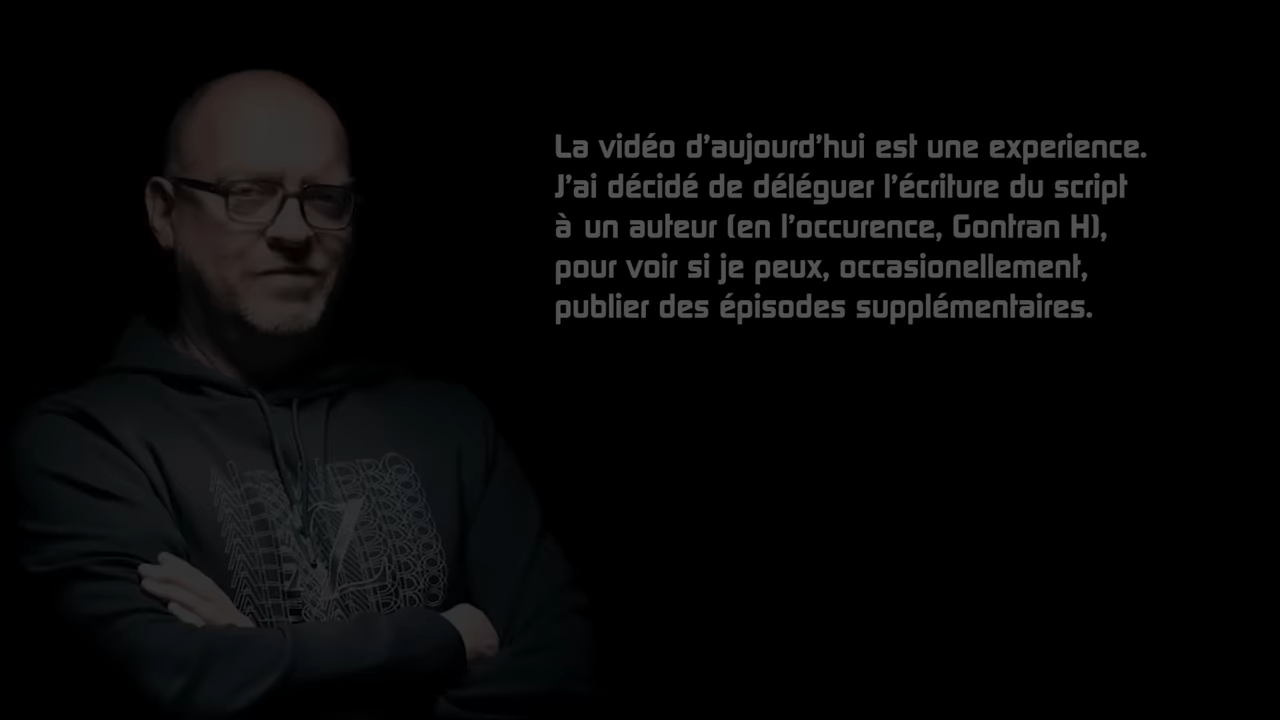 La vidéo d'aujourd'hui est une experience.
J'ai décidé de déléguer l'écriture du script
à un auteur (en l'occurence, Gontran H),
pour voir si je peux, occasionellement,
publier des épisodes supplémentaires.
Z